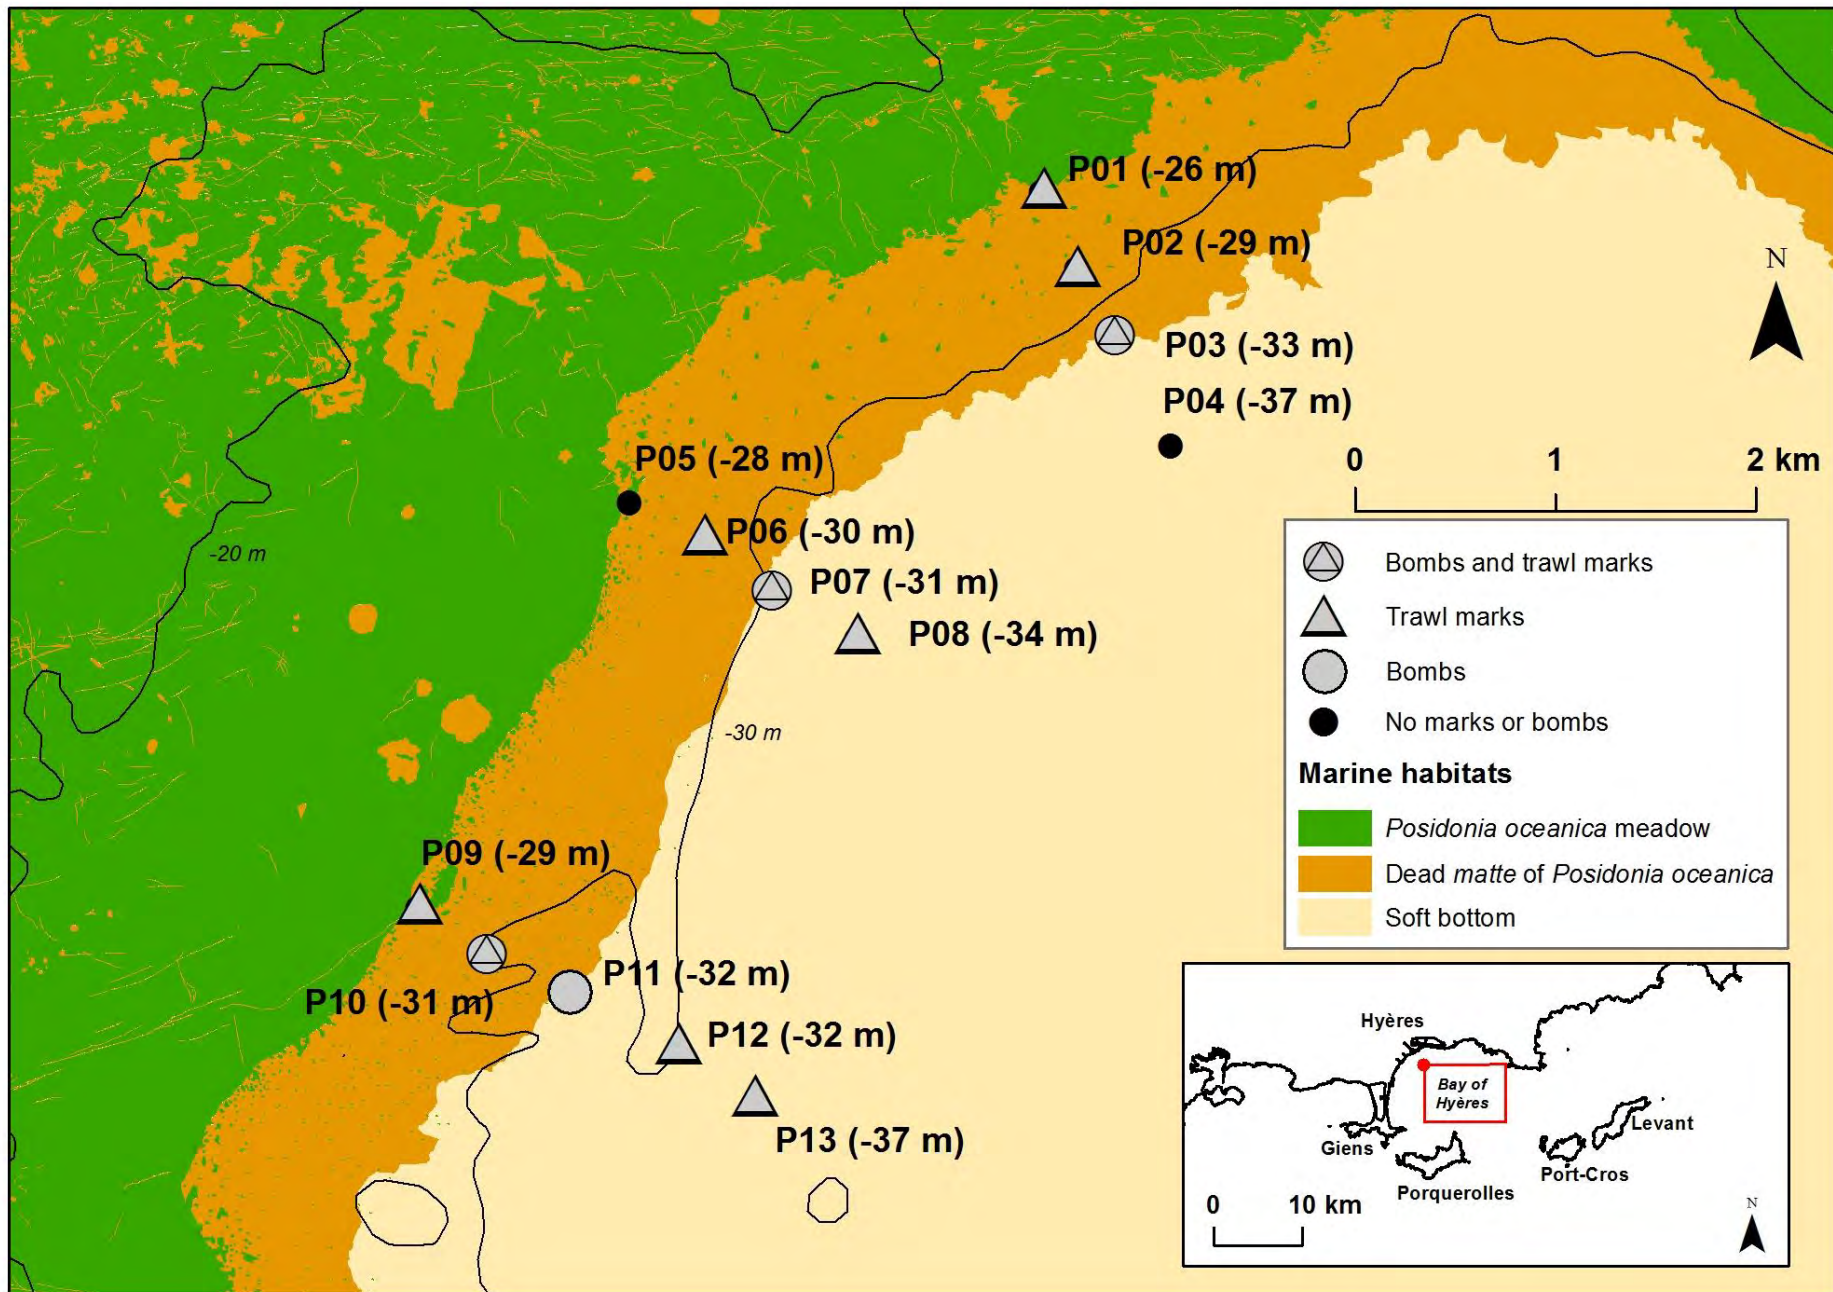 P01 (-26 m)
P02 (-29 m)
N
P03 (-33 m)
P04 (-37 m)
P05 (-28 m)
0 1 2 km
P06 (-30 m)
-20 m
P07 (-31 m)
P08 (-34 m)
-30 m
P09 (-29 m)
P11 (-32 m)
P10 (-31 m)
P12 (-32 m)
P13 (-37 m)
Bombs and trawl marks
Trawl marks
Bombs
No marks or bombs
Marine habitats
Posidonia oceanica meadow
Dead matte of Posidonia oceanica
Soft bottom
Hyères
Bay of
Hyères
Levant
Giens
Port-Cros
Porquerolles
0 10 km
N